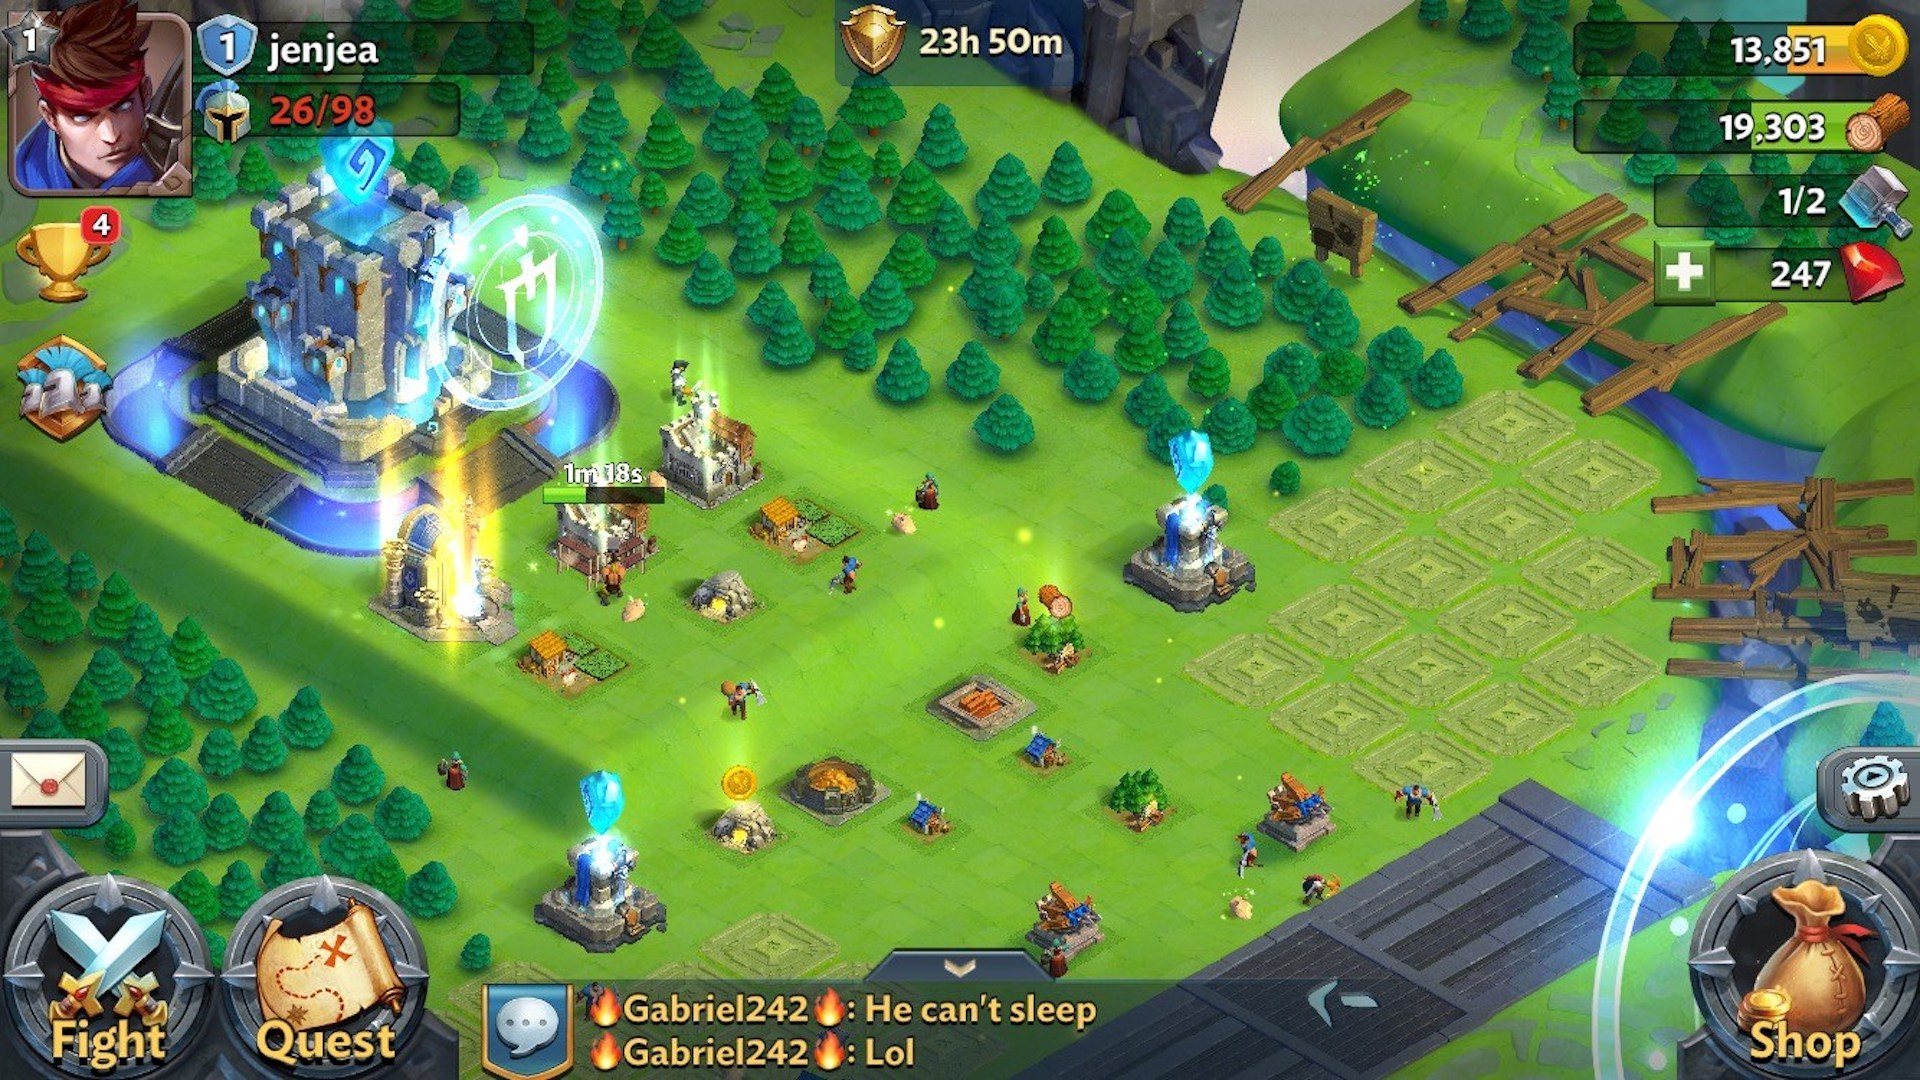 1
1 jenjea
26/98
23h 50m
13,851
19,303
1/2
247
4
1m 18s
Gabriel242: He can't sleep
Gabriel242: Lol
Fight
Quest
Shop